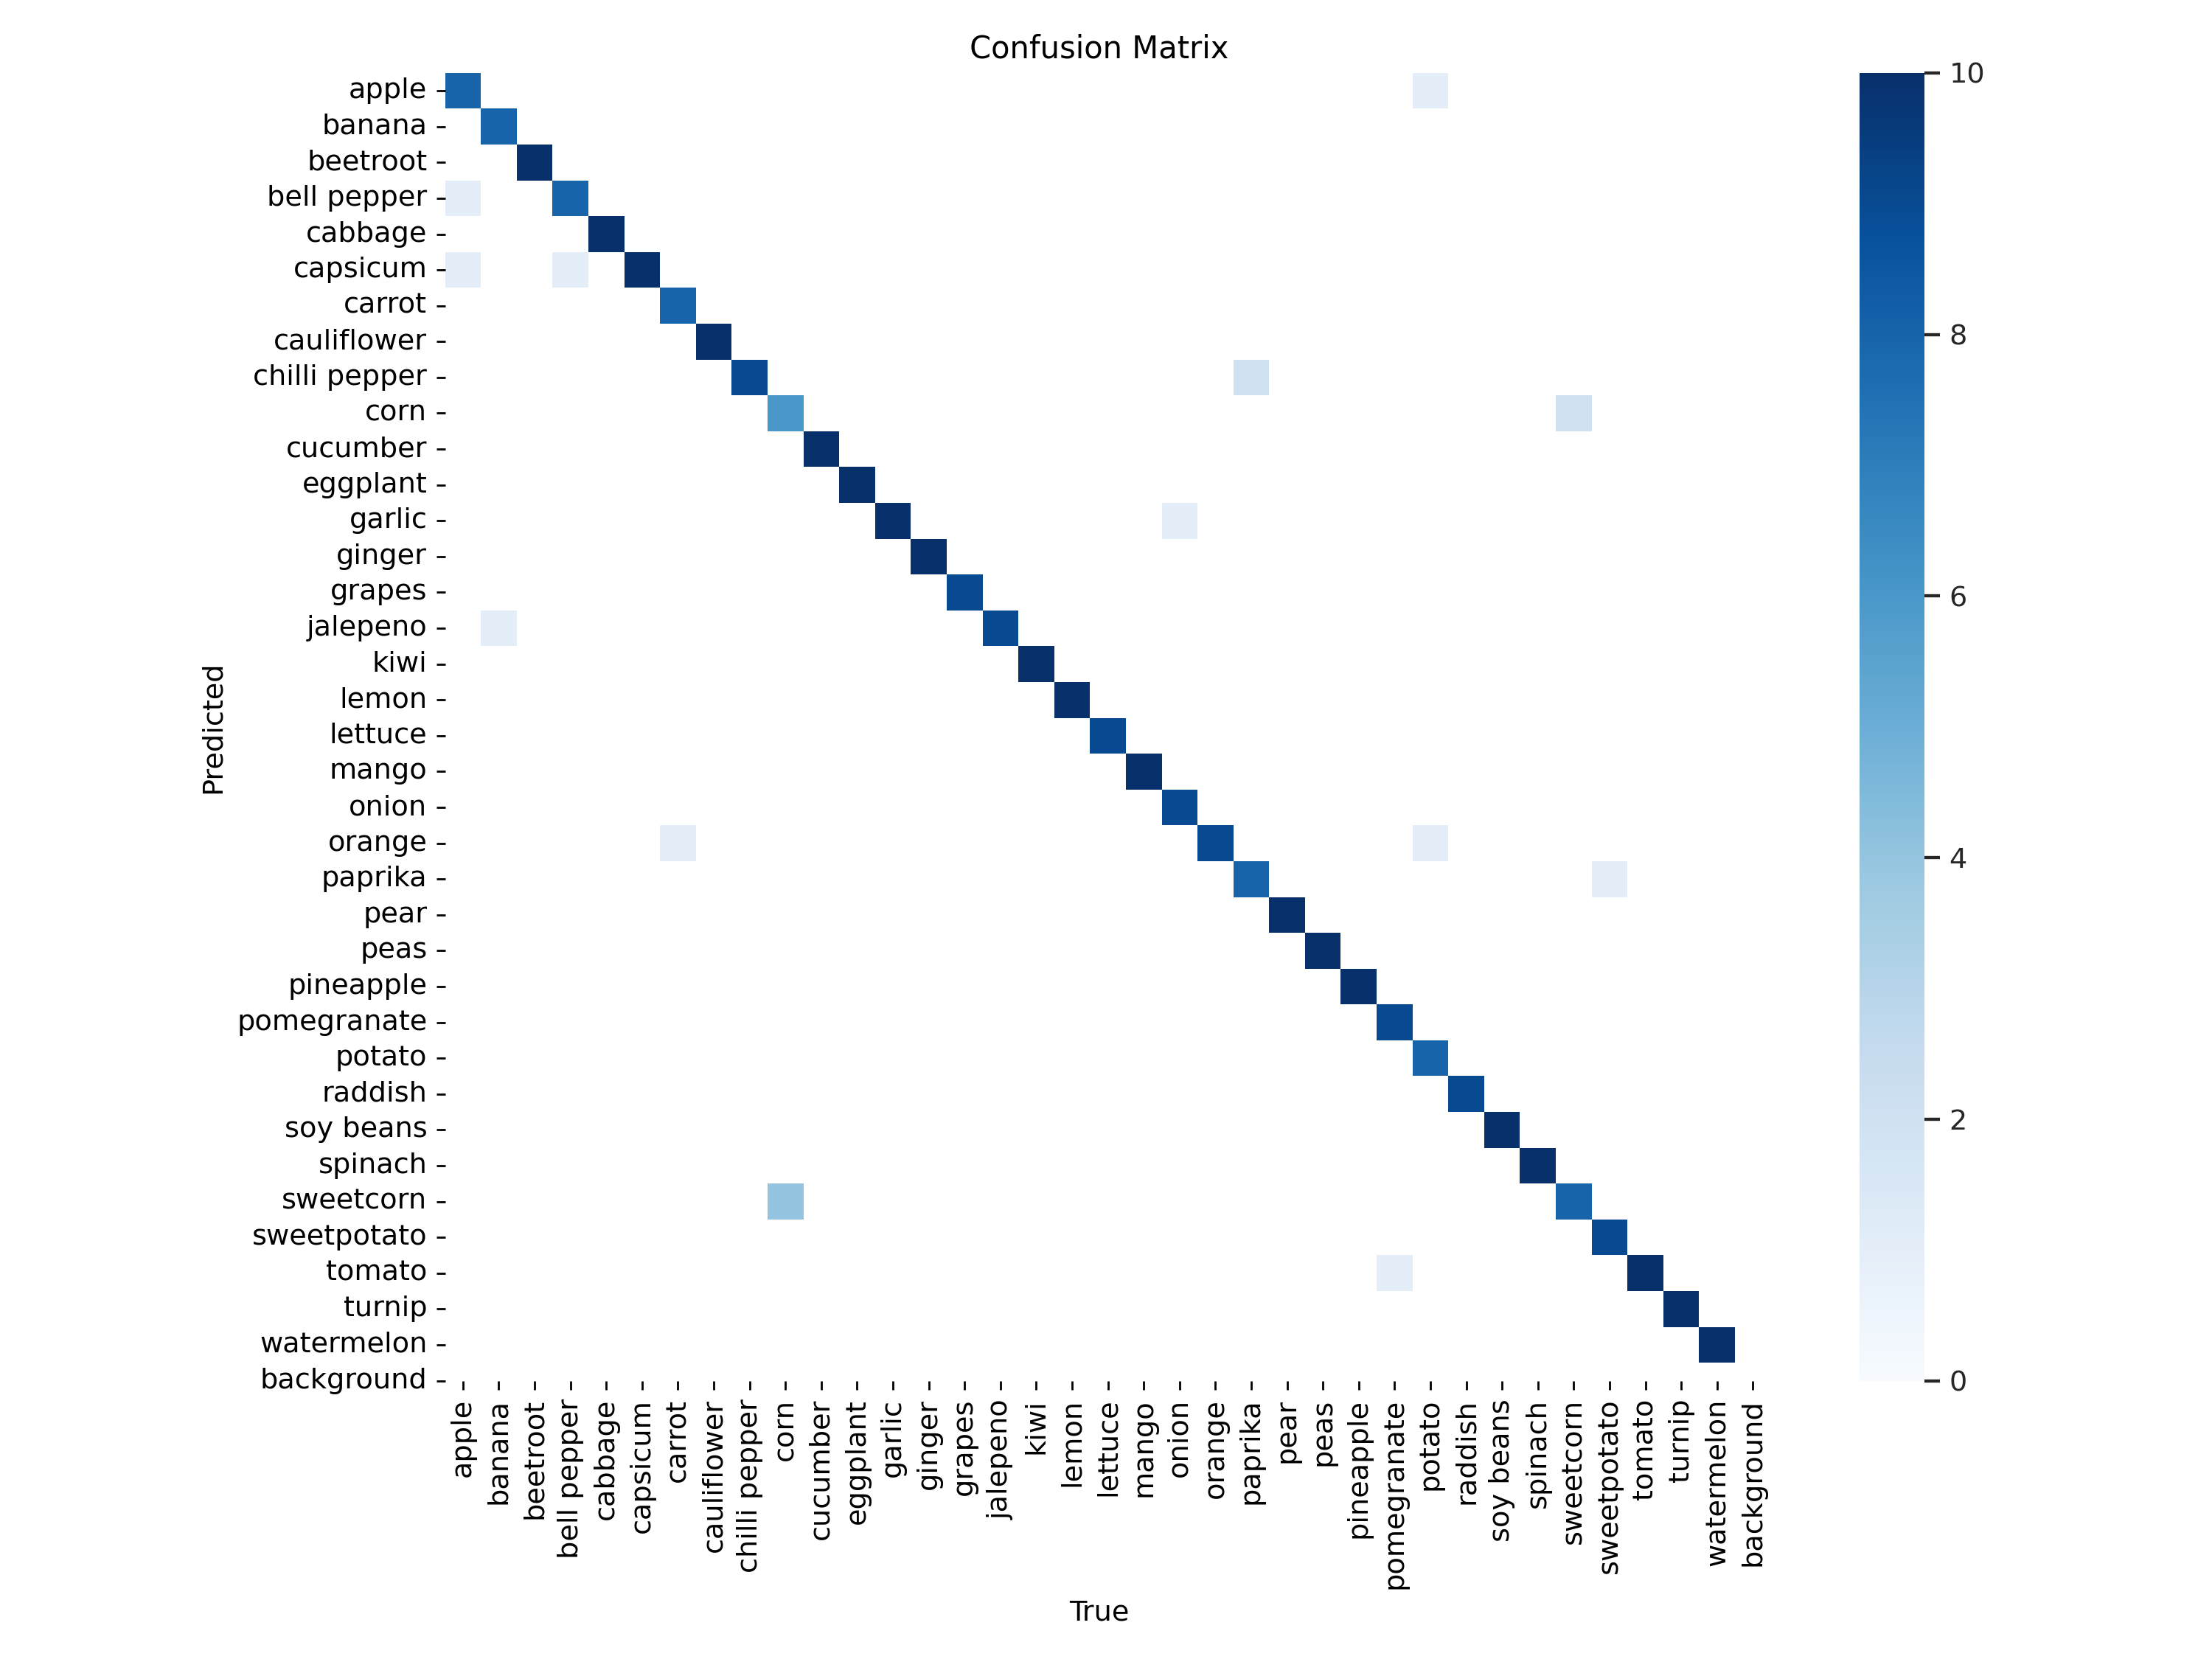 Confusion Matrix
apple
banana
beetroot
bell pepper
cabbage
capsicum
carrot
cauliflower
chilli pepper
corn
cucumber
eggplant
garlic
ginger
grapes
jalepeno
kiwi
lemon
lettuce
mango
onion
orange
paprika
pear
peas
pineapple
pomegranate
potato
raddish
soy beans
spinach
sweetcorn
sweetpotato
tomato
turnip
watermelon
background
Predicted
apple
banana
beetroot
bell pepper
cabbage
capsicum
carrot
cauliflower
chilli pepper
corn
cucumber
eggplant
garlic
ginger
grapes
jalepeno
kiwi
lemon
lettuce
mango
onion
orange
paprika
pear
peas
pineapple
pomegranate
potato
raddish
soy beans
spinach
sweetcorn
sweetpotato
tomato
turnip
watermelon
background
True
10
8
6
4
2
0